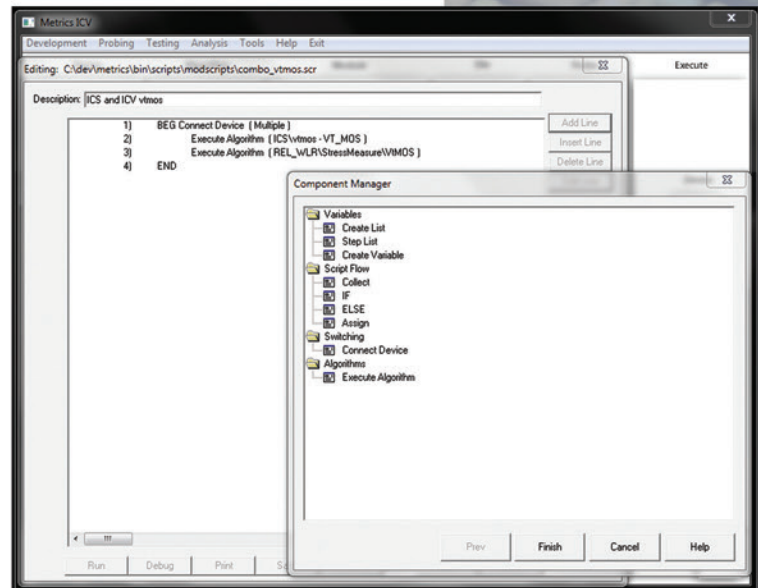 Metrics ICV
x
Development Probing Testing Analysis Tools Help Exit
Editing: C:\dev\metrics\bin\scripts\modscripts\combo_vtmos.scr
Execute
Description: ICS and ICV vtmos
1) BEG Connect Device ( Multiple )
2) Execute Algorithm ( ICS\vtmos - VT_MOS )
3) Execute Algorithm ( REL_WLR\StressMeasure\VtMOS )
4) END
Add Line
Insert Line
Delete Line
Component Manager
Variables
Create List
Step List
Create Variable
Script Flow
Collect
IF
ELSE
Assign
Switching
Connect Device
Algorithms
Execute Algorithm
Prev Finish Cancel Help
Run Debug Print